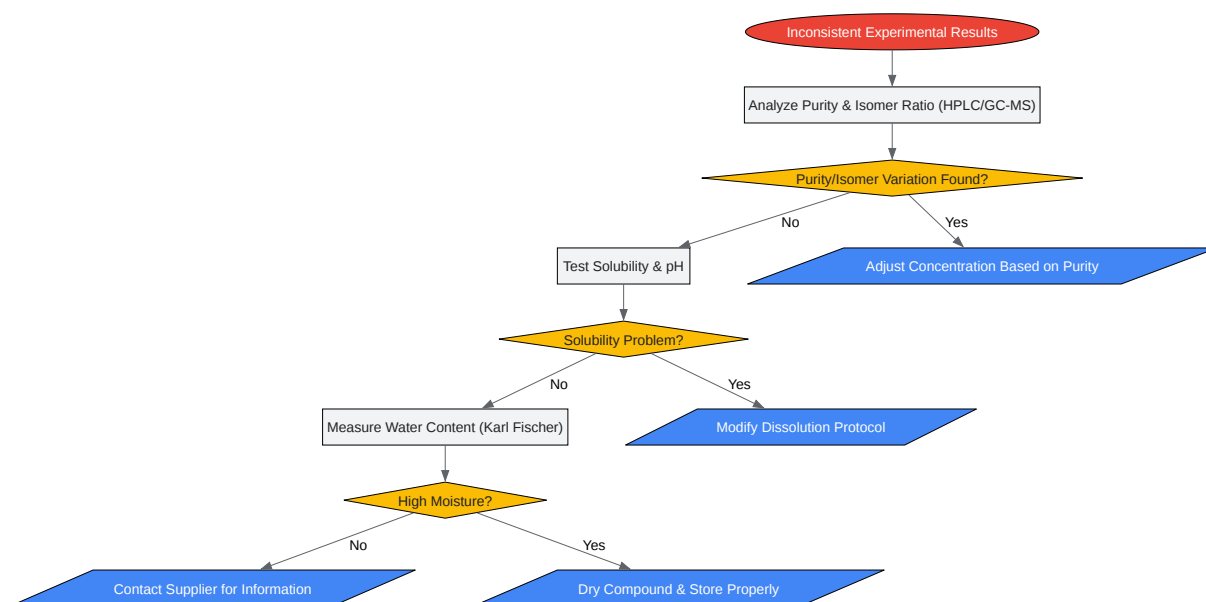 Inconsistent Experimental Results
Analyze Purity & Isomer Ratio (HPLC/GC-MS)
Purity/Isomer Variation Found?
No
Yes
Test Solubility & pH
Adjust Concentration Based on Purity
Solubility Problem?
No
Yes
Measure Water Content (Karl Fischer)
Modify Dissolution Protocol
High Moisture?
No
Yes
Contact Supplier for Information
Dry Compound & Store Properly